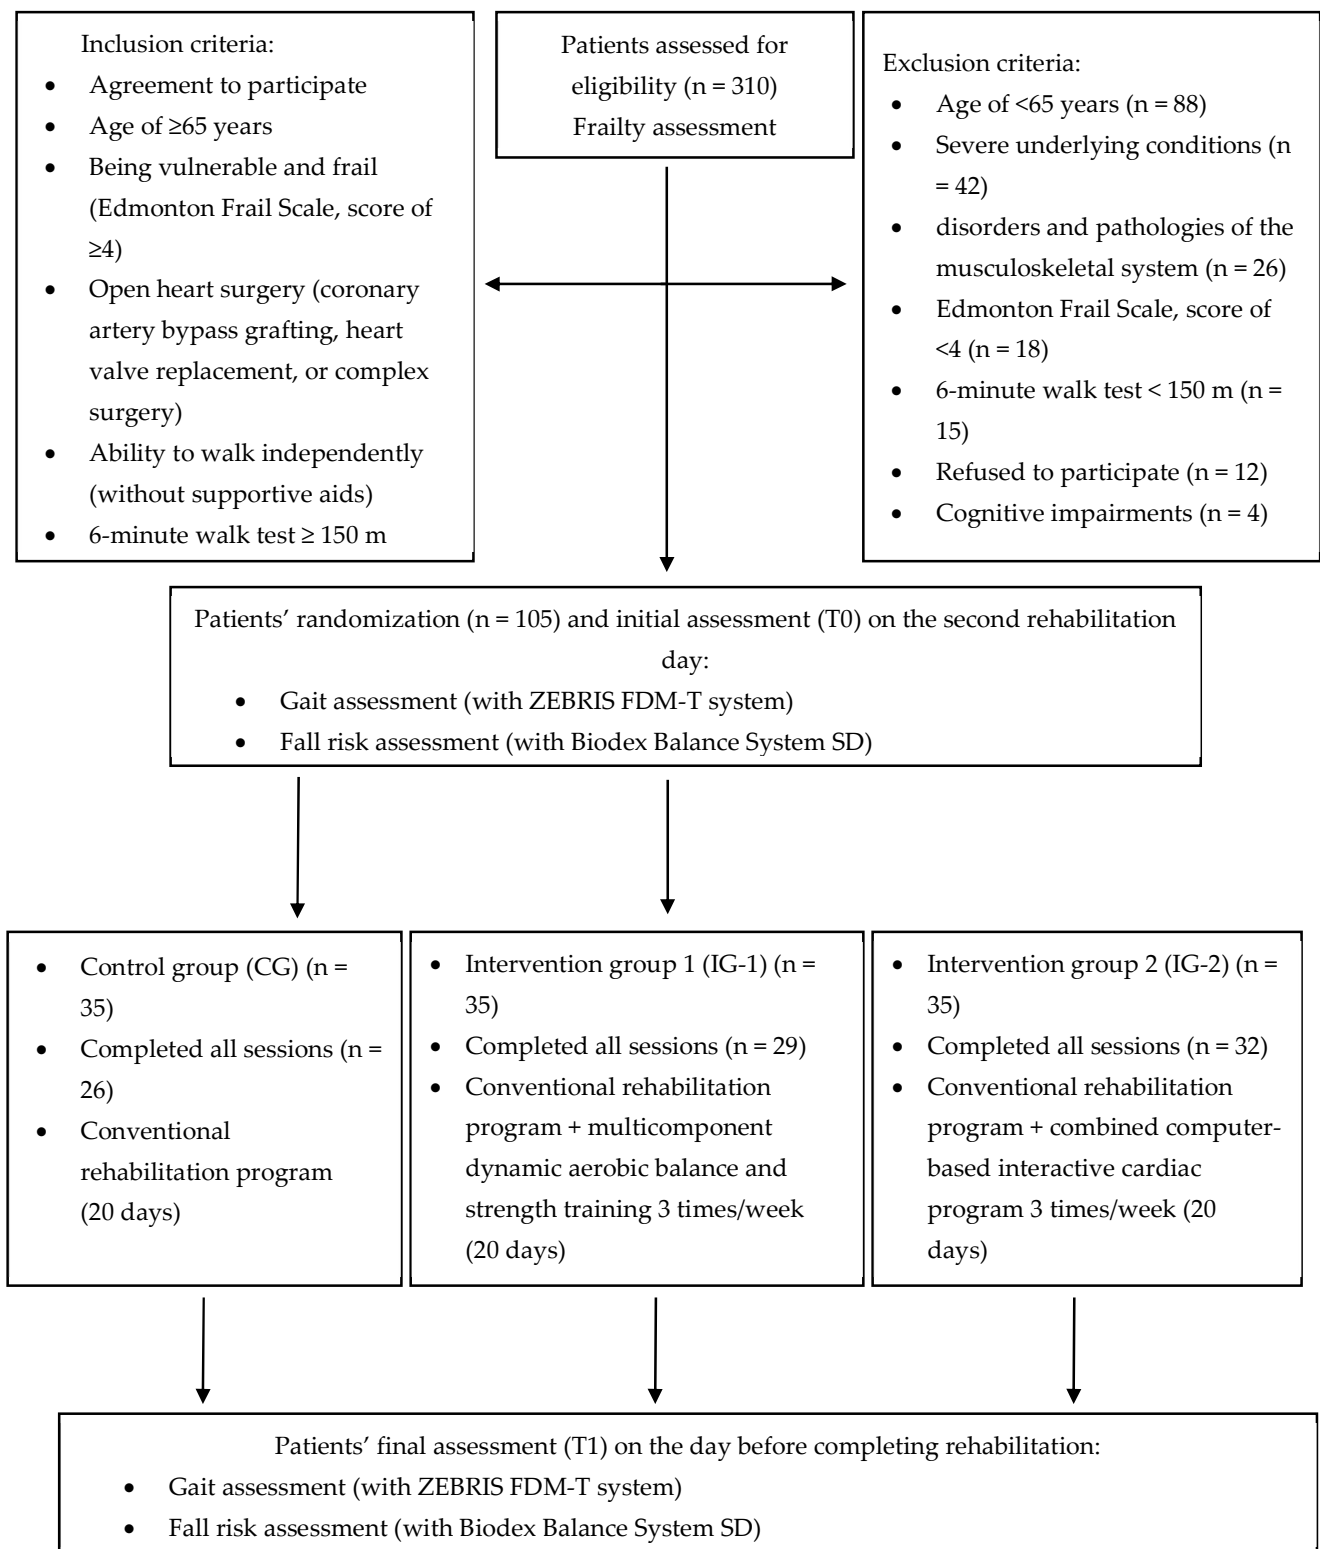 Inclusion criteria:
• Agreement to participate
• Age of ≥65 years
• Being vulnerable and frail
(Edmonton Frail Scale, score of
≥4)
• Open heart surgery (coronary
artery bypass grafting, heart
valve replacement, or complex
surgery)
• Ability to walk independently
(without supportive aids)
• 6-minute walk test ≥ 150 m
Patients assessed for
eligibility (n = 310)
Frailty assessment
Exclusion criteria:
• Age of <65 years (n = 88)
• Severe underlying conditions (n
= 42)
• disorders and pathologies of the
musculoskeletal system (n = 26)
• Edmonton Frail Scale, score of
<4 (n = 18)
• 6-minute walk test < 150 m (n =
15)
• Refused to participate (n = 12)
• Cognitive impairments (n = 4)
Patients’ randomization (n = 105) and initial assessment (T0) on the second rehabilitation
day:
• Gait assessment (with ZEBRIS FDM-T system)
• Fall risk assessment (with Biodex Balance System SD)
• Control group (CG) (n =
35)
• Completed all sessions (n =
26)
• Conventional
rehabilitation program
(20 days)
• Intervention group 1 (IG-1) (n =
35)
• Completed all sessions (n = 29)
• Conventional rehabilitation
program + multicomponent
dynamic aerobic balance and
strength training 3 times/week
(20 days)
• Intervention group 2 (IG-2) (n =
35)
• Completed all sessions (n = 32)
• Conventional rehabilitation
program + combined computer-
based interactive cardiac
program 3 times/week (20
days)
Patients’ final assessment (T1) on the day before completing rehabilitation:
• Gait assessment (with ZEBRIS FDM-T system)
• Fall risk assessment (with Biodex Balance System SD)